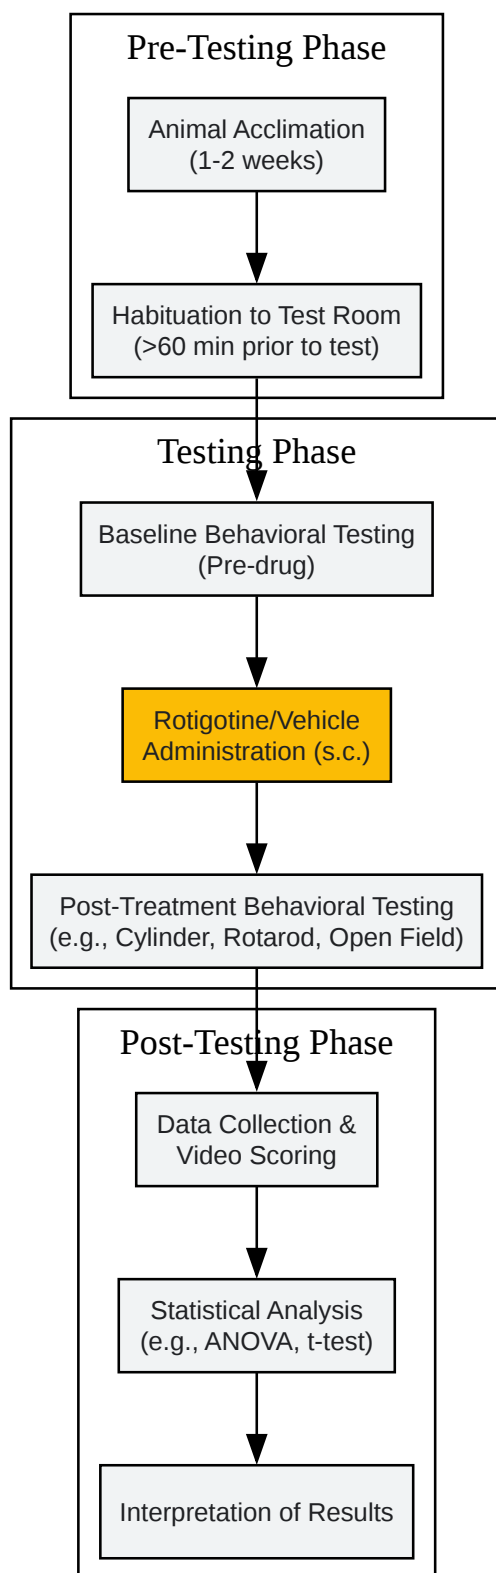 Pre-Testing Phase
Animal Acclimation
(1-2 weeks)
Habituation to Test Room
(>60 min prior to test)
Testing Phase
Baseline Behavioral Testing
(Pre-drug)
Rotigotine/Vehicle
Administration (s.c.)
Post-Treatment Behavioral Testing
(e.g., Cylinder, Rotarod, Open Field)
Post-Testing Phase
Data Collection &
Video Scoring
Statistical Analysis
(e.g., ANOVA, t-test)
Interpretation of Results